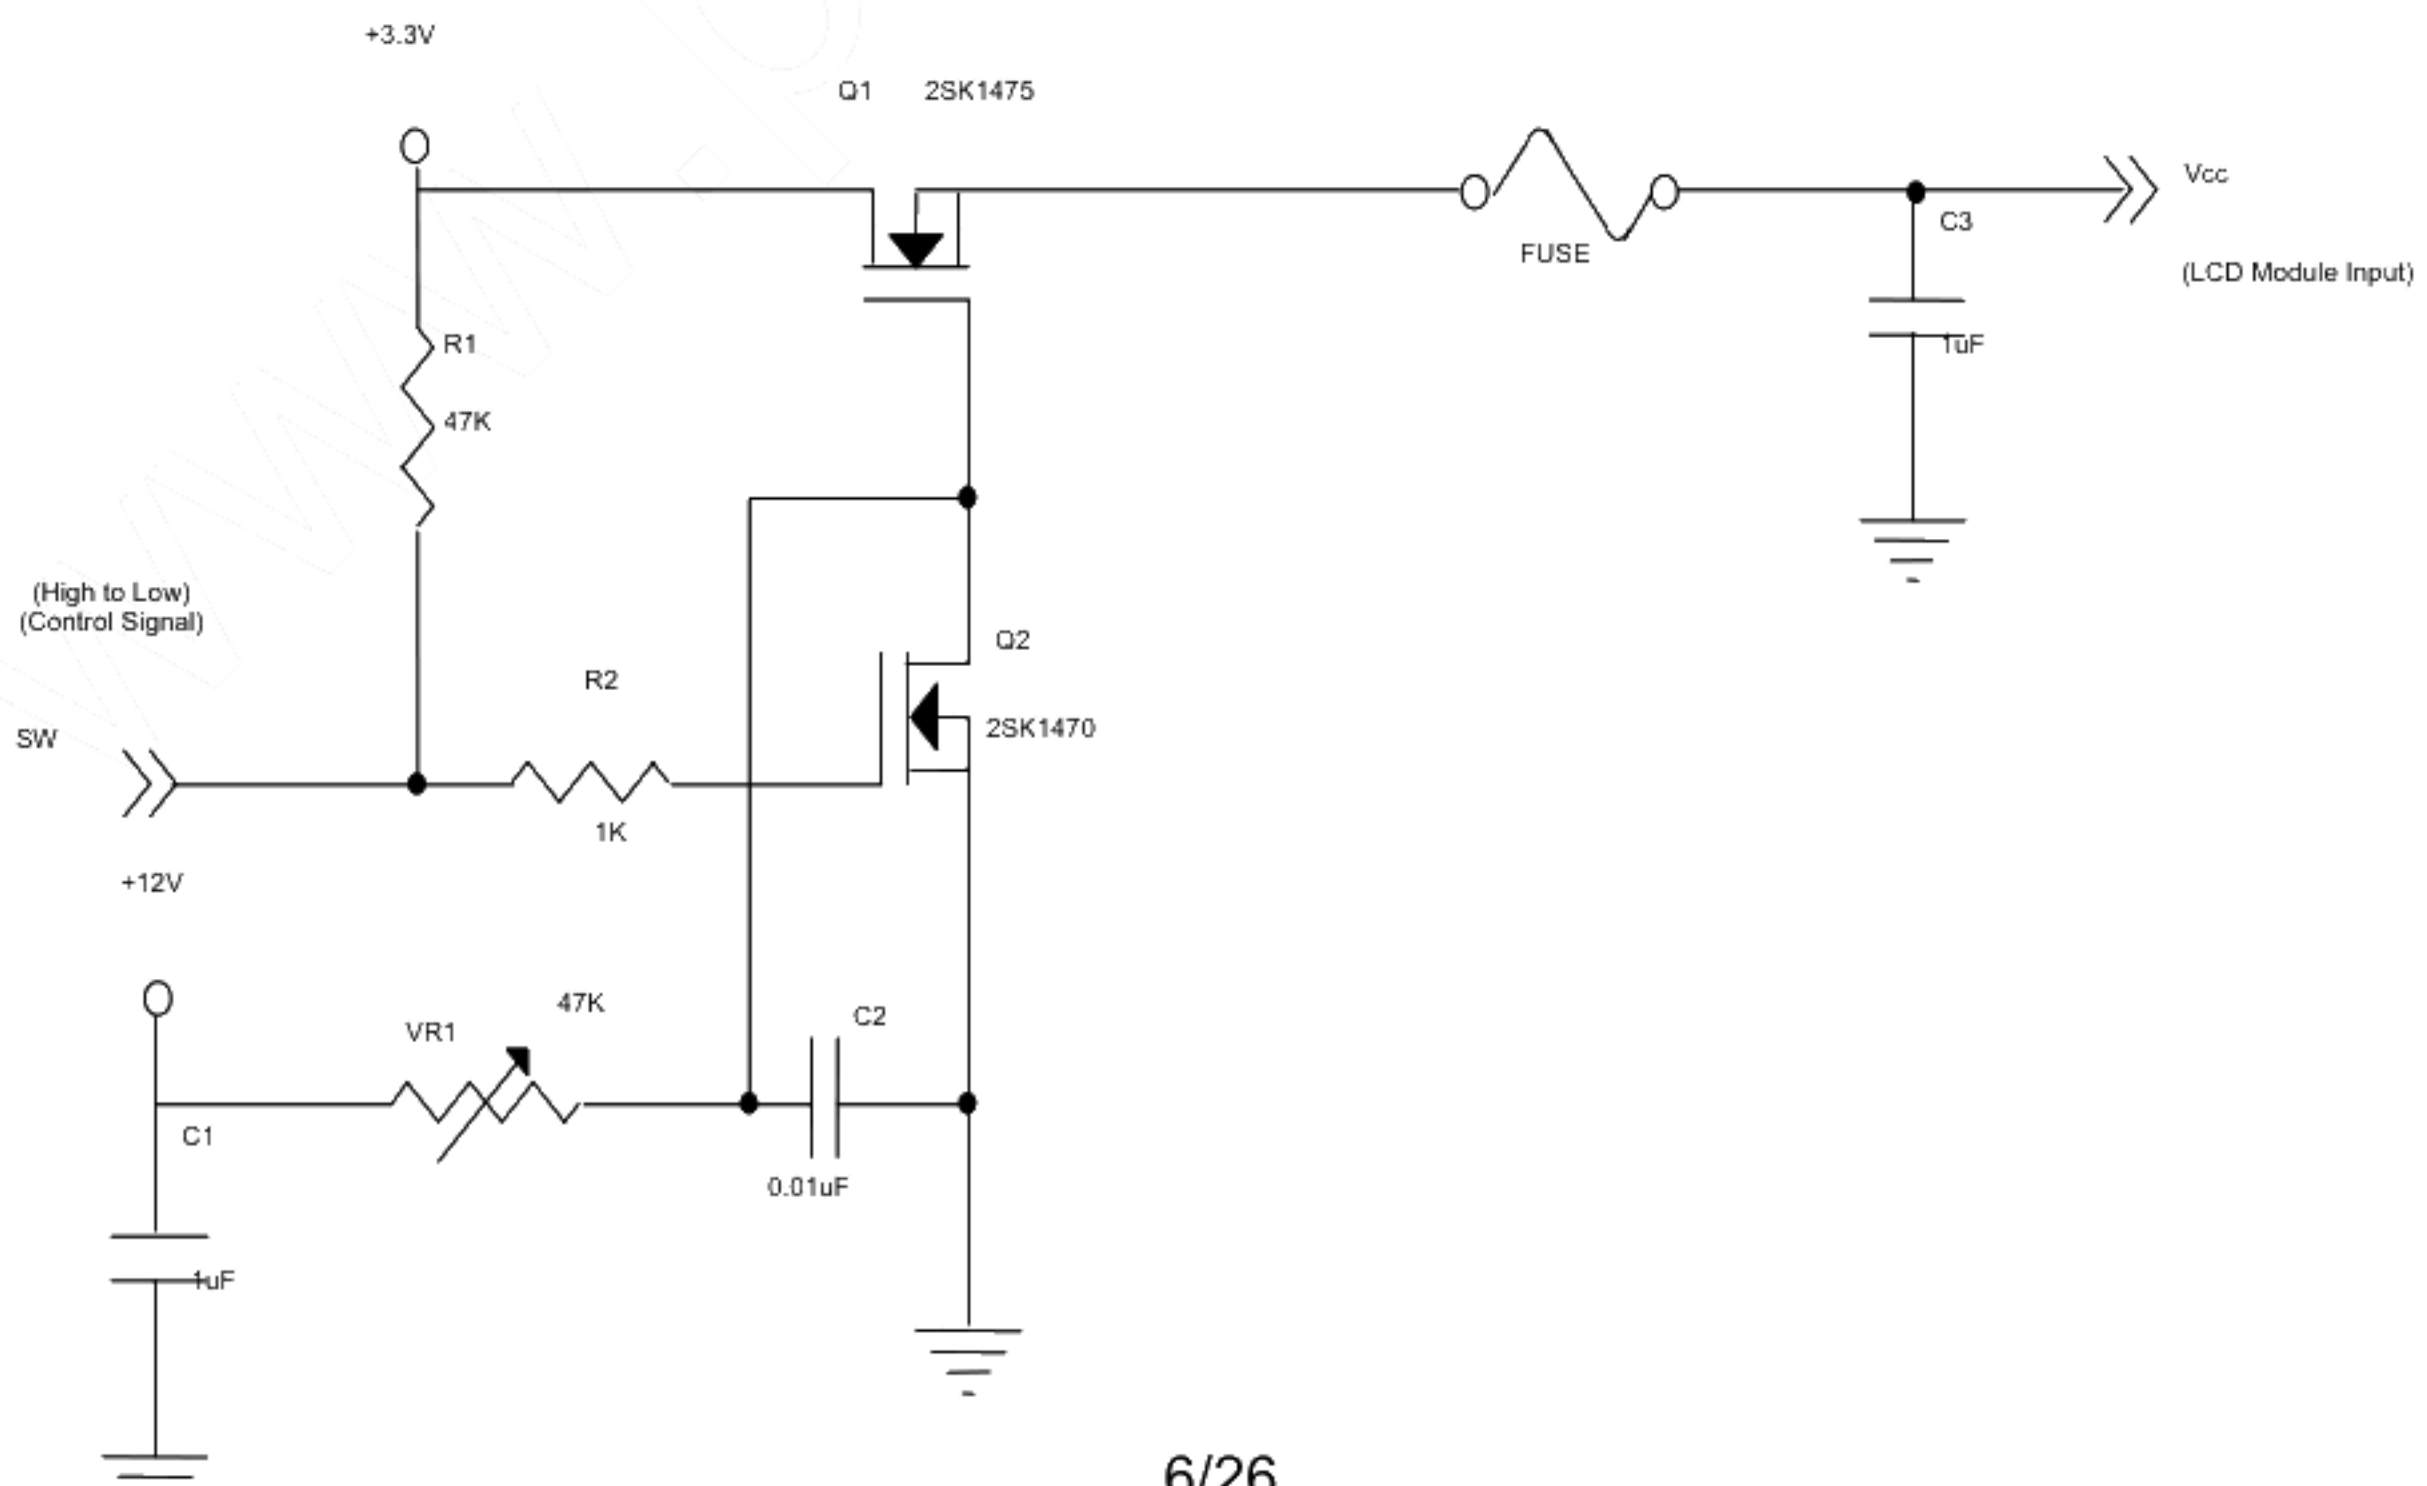 +3.3V
Q1 2SK1475
Vcc
C3
FUSE
(LCD Module Input)
R1
1uF
47K
(High to Low)
(Control Signal)
Q2
R2
2SK1470
SW
1K
+12V
47K
C2
VR1
C1
0.01uF
1uF
6/26